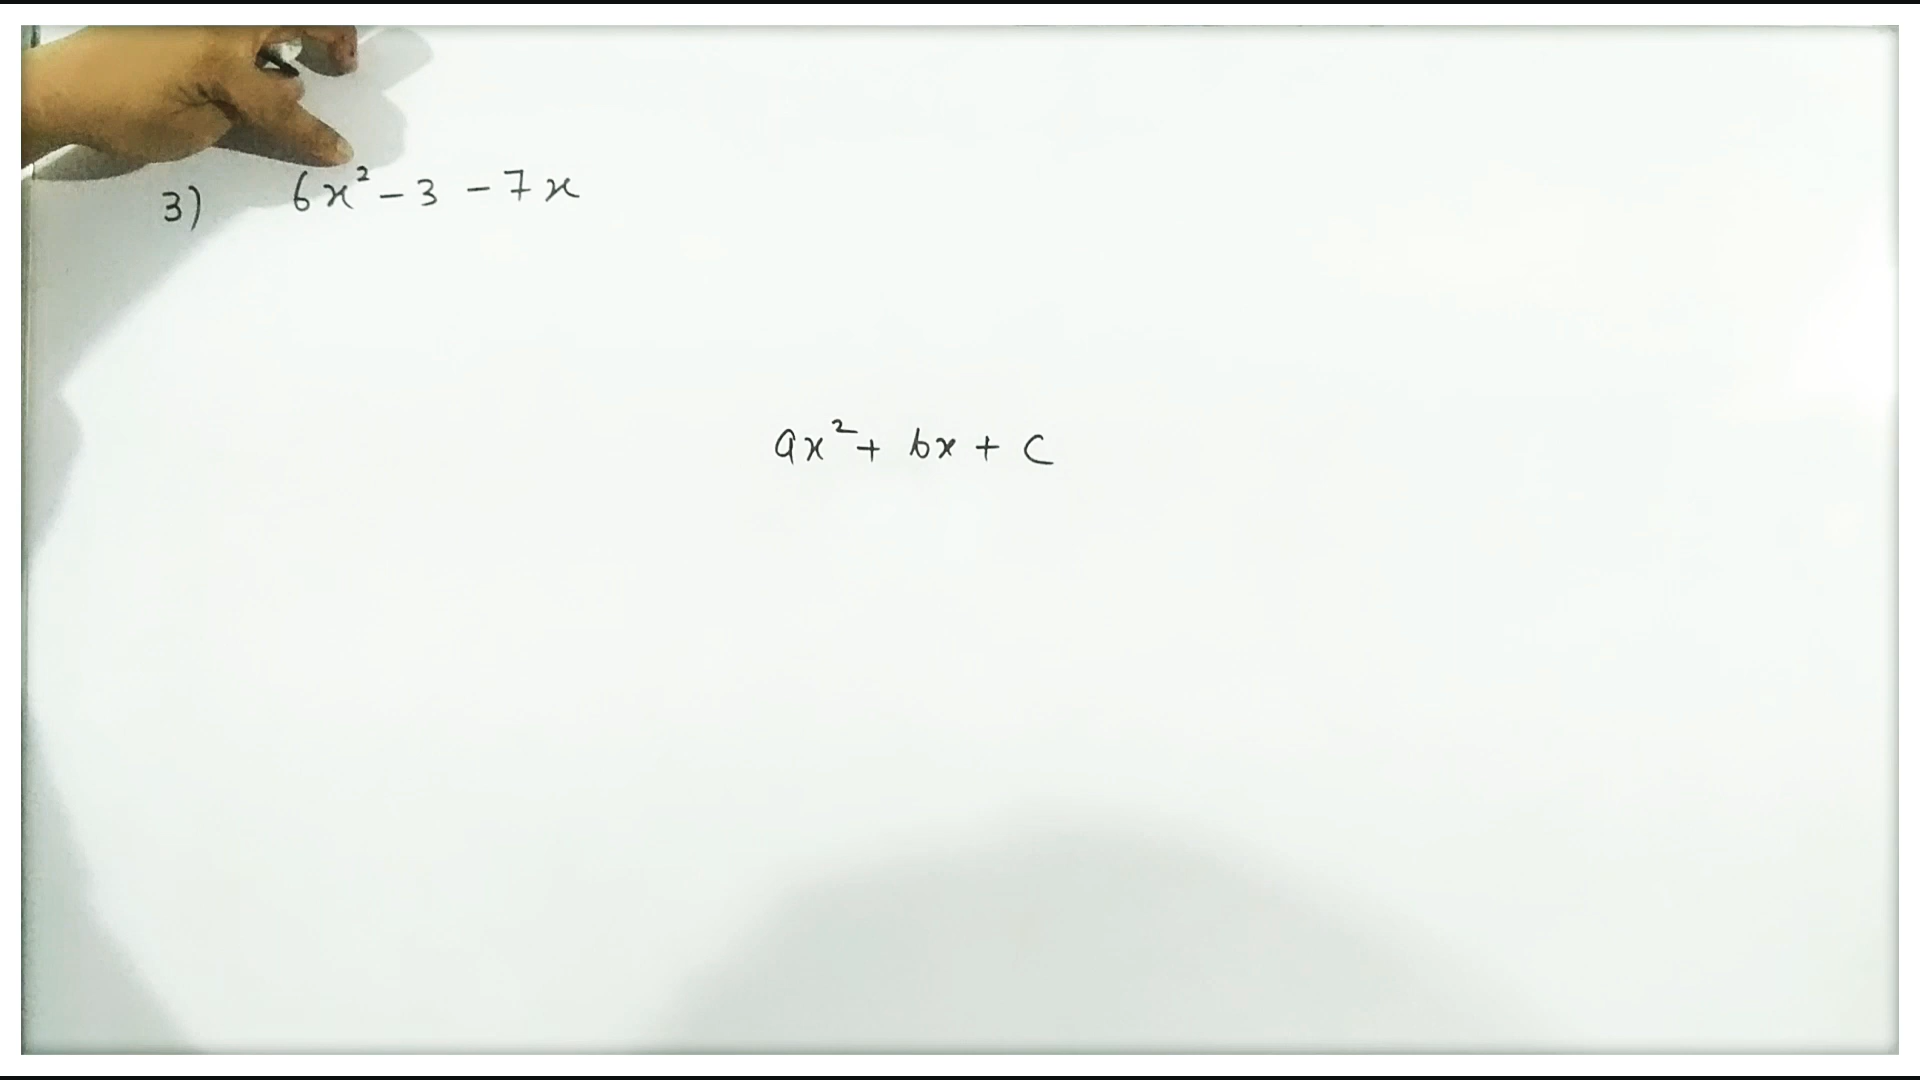 3) 6x² - 3 - 7x
ax² + bx + c